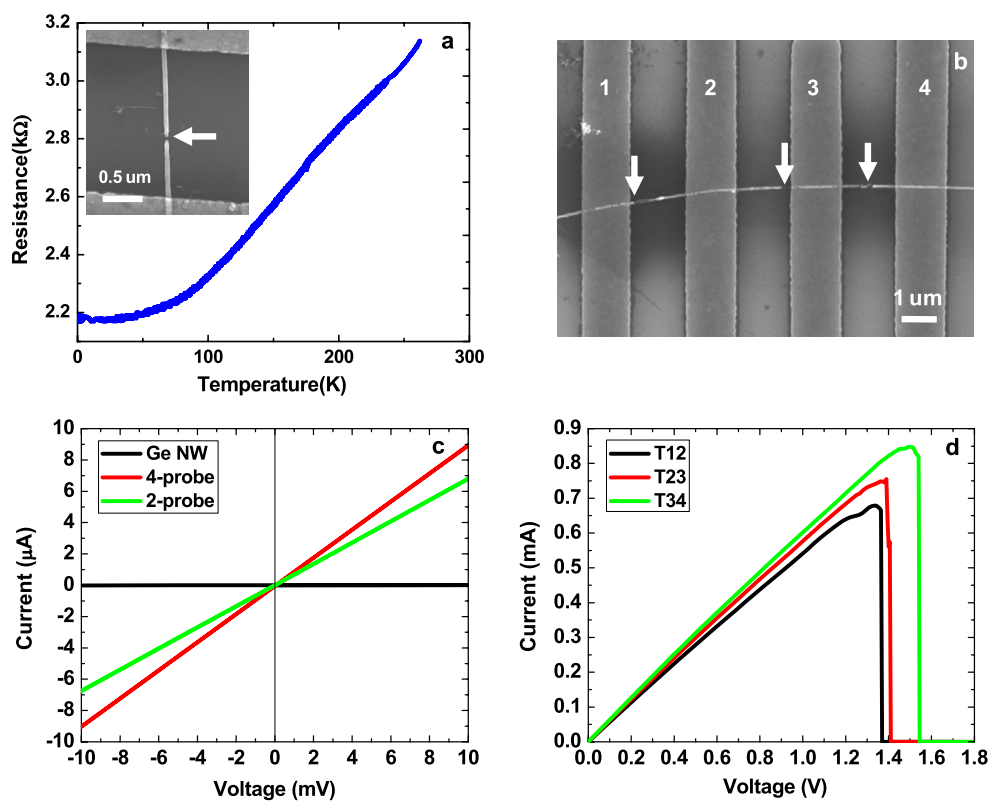 a
3.2
3.0
2.8
2.6
2.4
2.2
Resistance(kΩ)
0.5 um
0
100
200
300
Temperature(K)
b
1
2
3
4
1 um
c
10
8
6
4
2
0
-2
-4
-6
-8
-10
Current (µA)
Ge NW
4-probe
2-probe
-10 -8 -6 -4 -2 0 2 4 6 8 10
Voltage (mV)
d
0.9
0.8
0.7
0.6
0.5
0.4
0.3
0.2
0.1
0.0
Current (mA)
T12
T23
T34
0.0 0.2 0.4 0.6 0.8 1.0 1.2 1.4 1.6 1.8
Voltage (V)